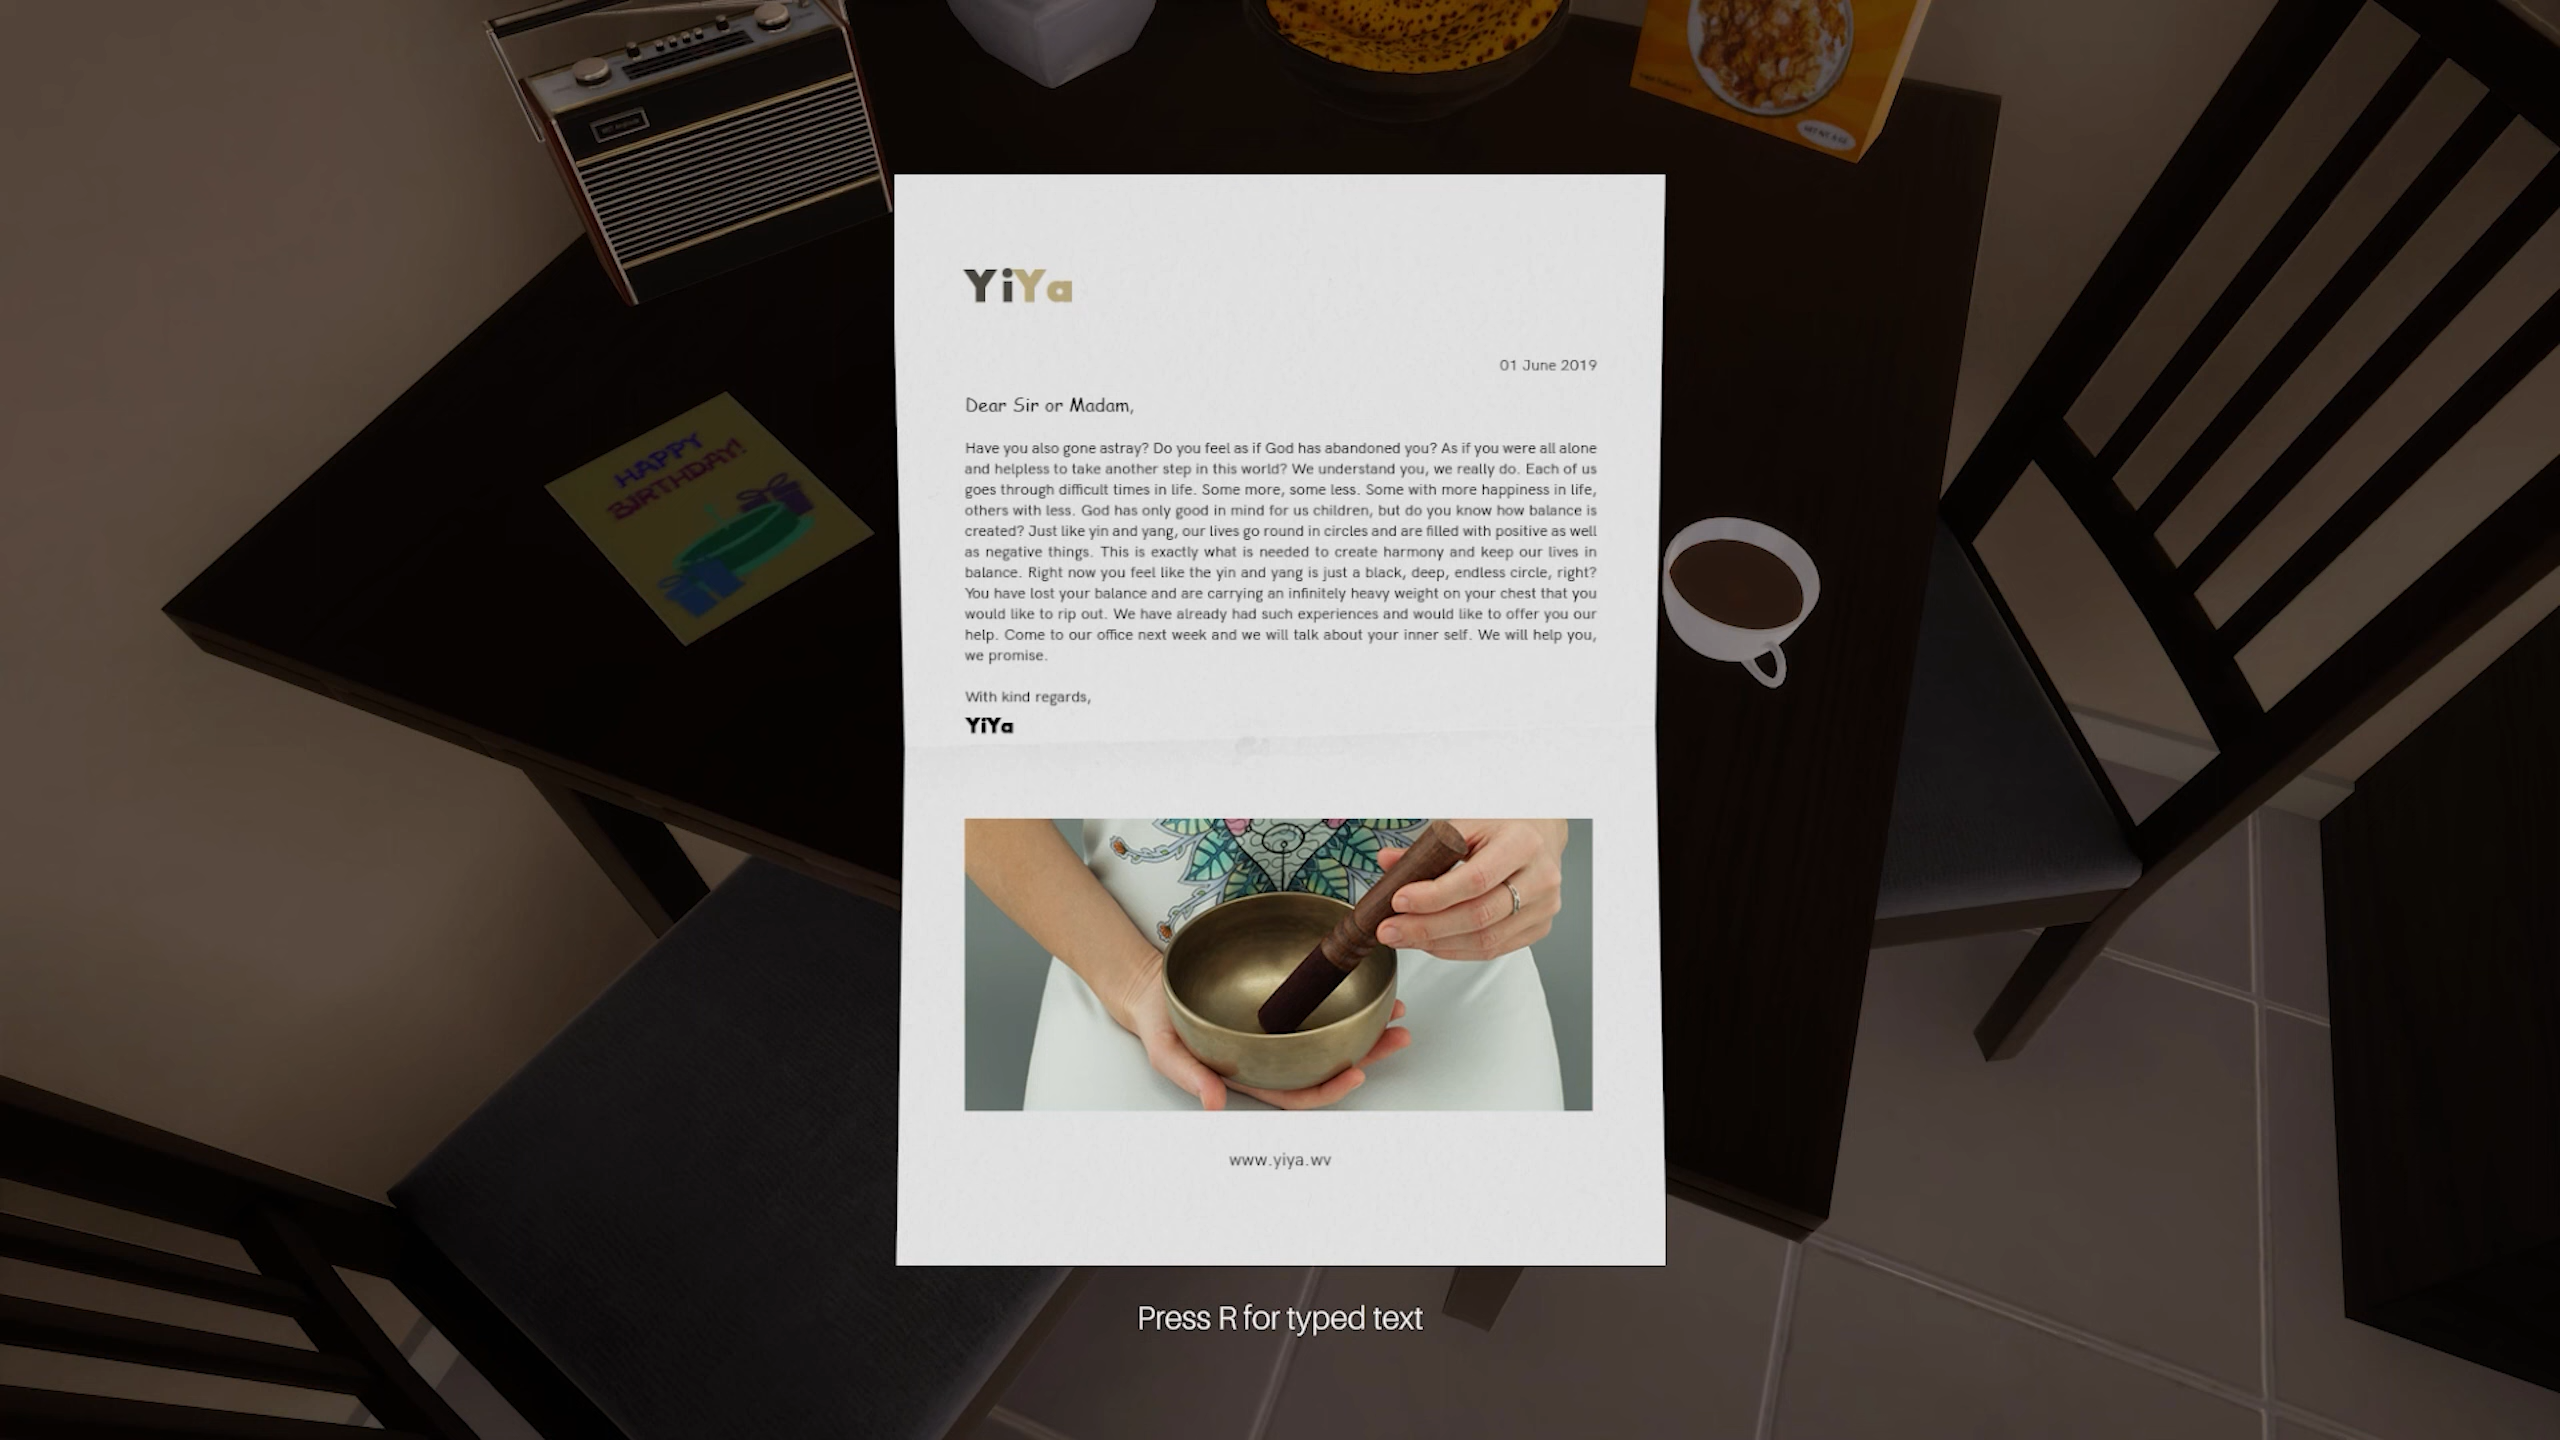 YiYa
01 June 2019
Dear Sir or Madam,
Have you also gone astray? Do you feel as if God has abandoned you? As if you were all alone
and helpless to take another step in this world? We understand you, we really do. Each of us
goes through difficult times in life. Some more, some less. Some with more happiness in life,
others with less. God has only good in mind for us children, but do you know how balance is
created? Just like yin and yang, our lives go round in circles and are filled with positive as well
as negative things. This is exactly what is needed to create harmony and keep our lives in
balance. Right now you feel like the yin and yang is just a black, deep, endless circle, right?
You have lost your balance and are carrying an infinitely heavy weight on your chest that you
would like to rip out. We have already had such experiences and would like to offer you our
help. Come to our office next week and we will talk about your inner self. We will help you,
we promise.
With kind regards,
YiYa
www.yiya.wv
HAPPY
BIRTHDAY!
Press R for typed text